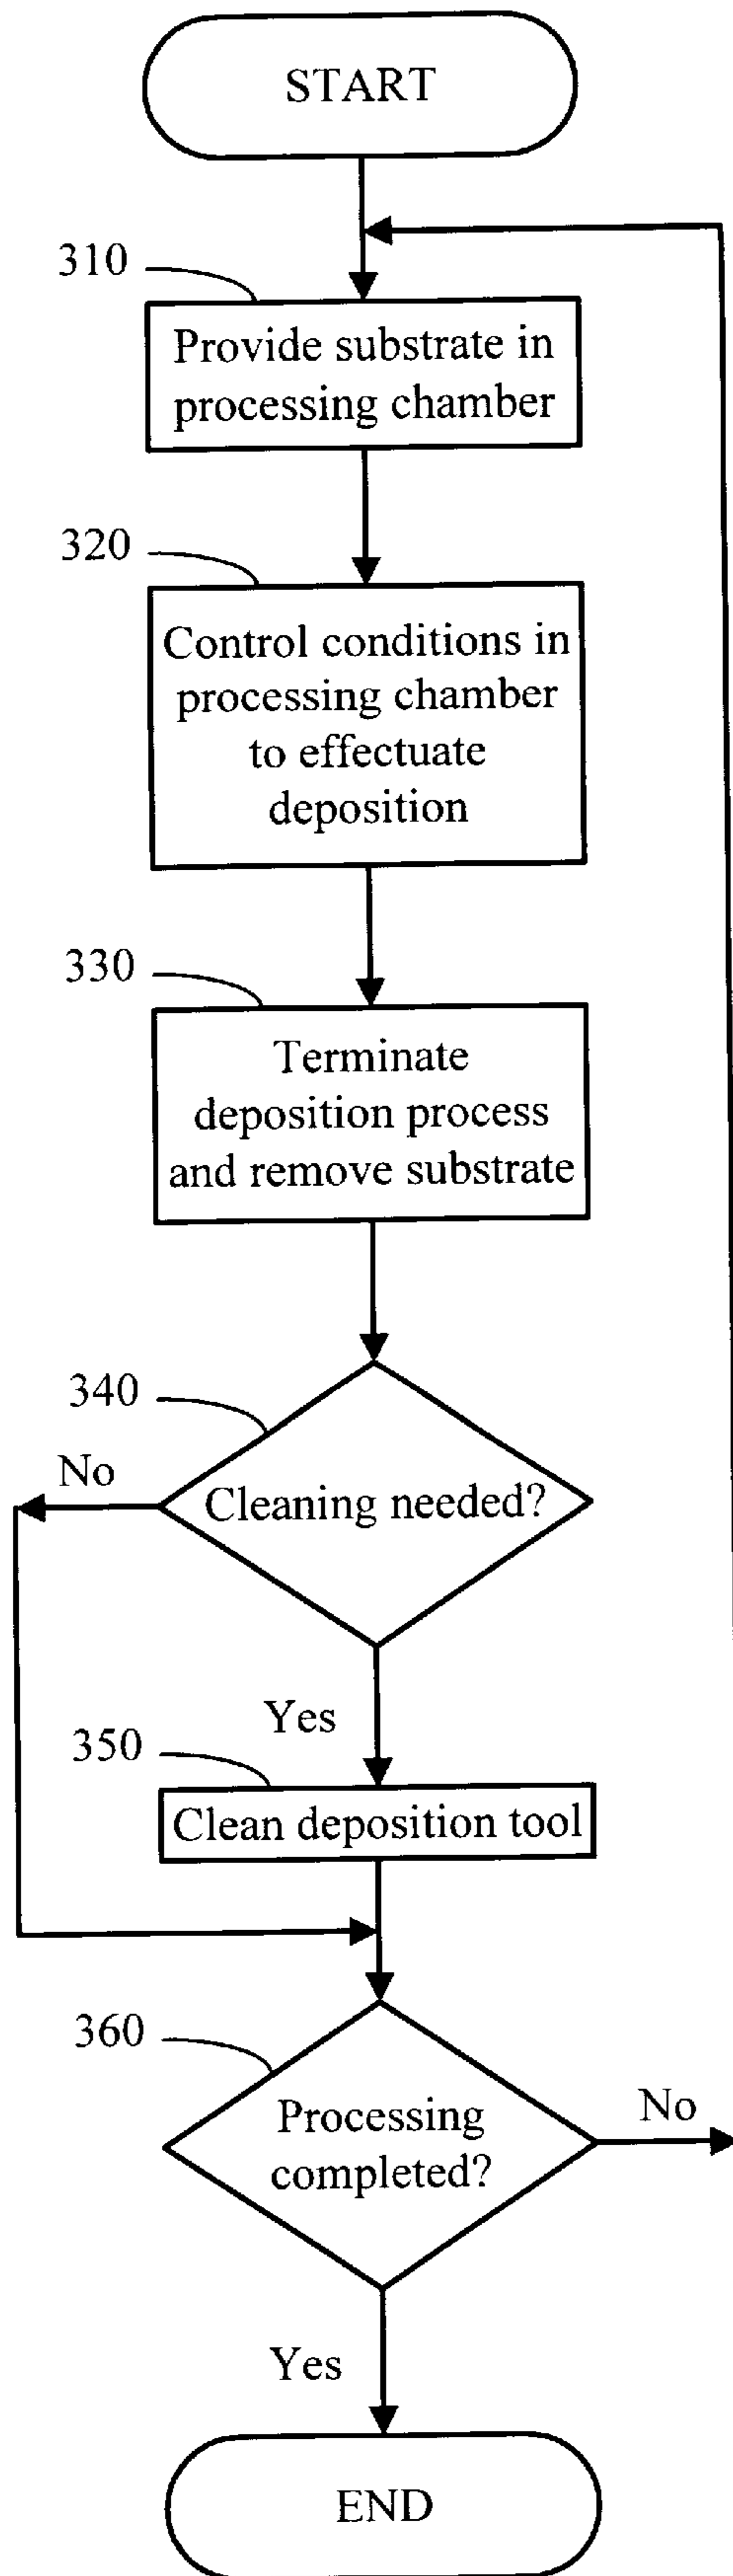 START
310
Provide substrate in
processing chamber
320
Control conditions in
processing chamber
to effectuate
deposition
330
Terminate
deposition process
and remove substrate
340
No
Cleaning needed?
Yes
350
Clean deposition tool
360
Processing
completed?
No
Yes
END